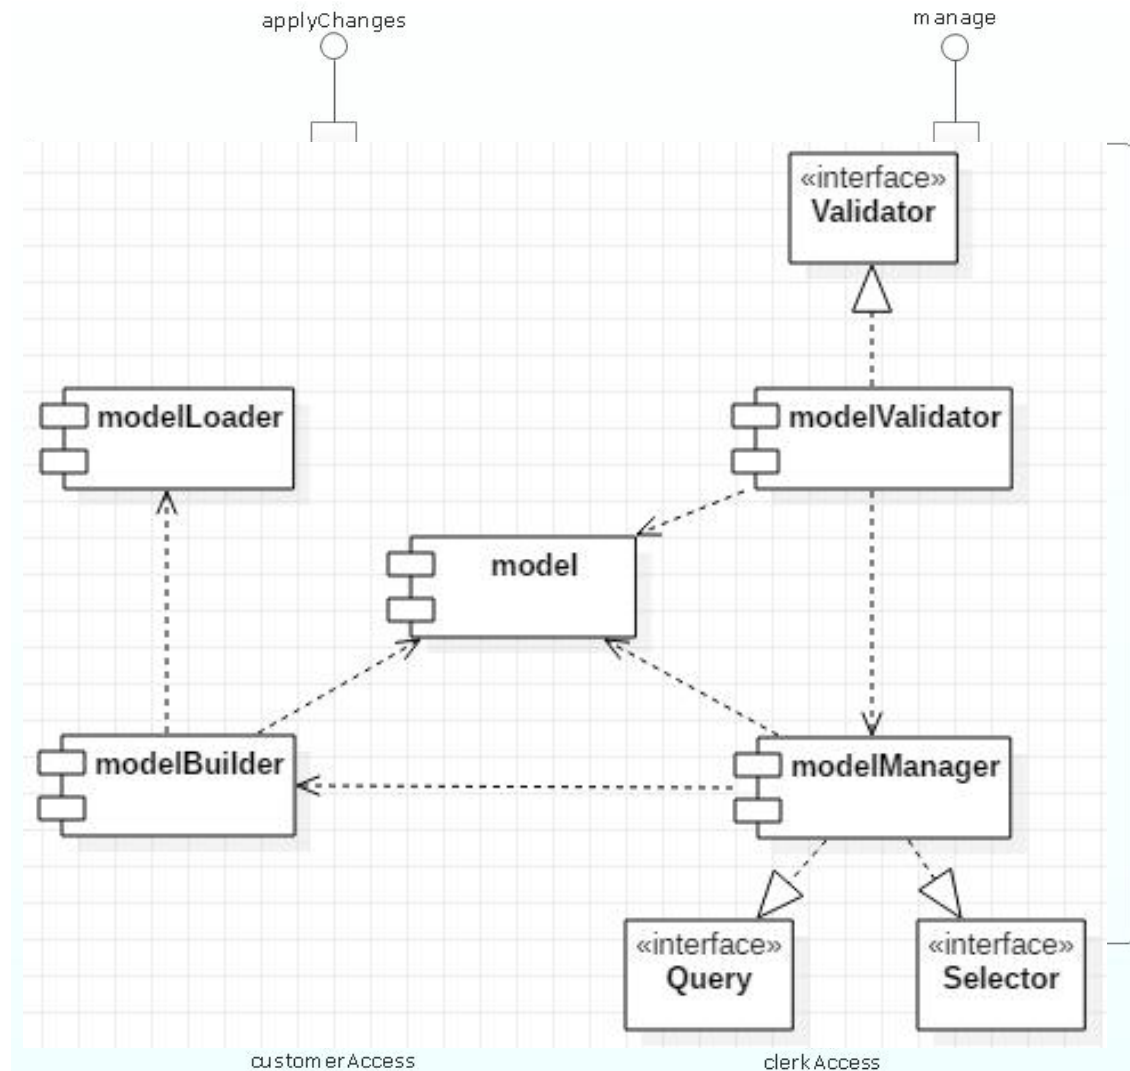 applyChanges
manage
«interface»
Validator
modelLoader
modelValidator
model
modelBuilder
modelManager
«interface»
Query
«interface»
Selector
customerAccess
clerkAccess